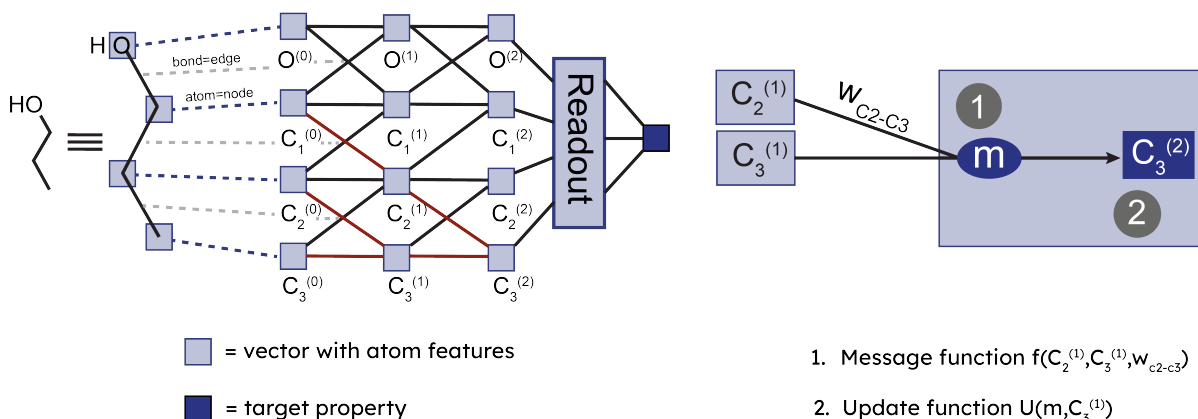 HO
HO
bond=edge
atom=node
O⁽⁰⁾ O⁽¹⁾ O⁽²⁾
C₁⁽⁰⁾ C₁⁽¹⁾ C₁⁽²⁾
C₂⁽⁰⁾ C₂⁽¹⁾ C₂⁽²⁾
C₃⁽⁰⁾ C₃⁽¹⁾ C₃⁽²⁾
Readout
= vector with atom features
= target property
C₂⁽¹⁾
C₃⁽¹⁾
W_C2-C3
1
m
C₃⁽²⁾
2
1. Message function f(C₂⁽¹⁾,C₃⁽¹⁾,w_c2-c3)
2. Update function U(m,C₃⁽¹⁾)